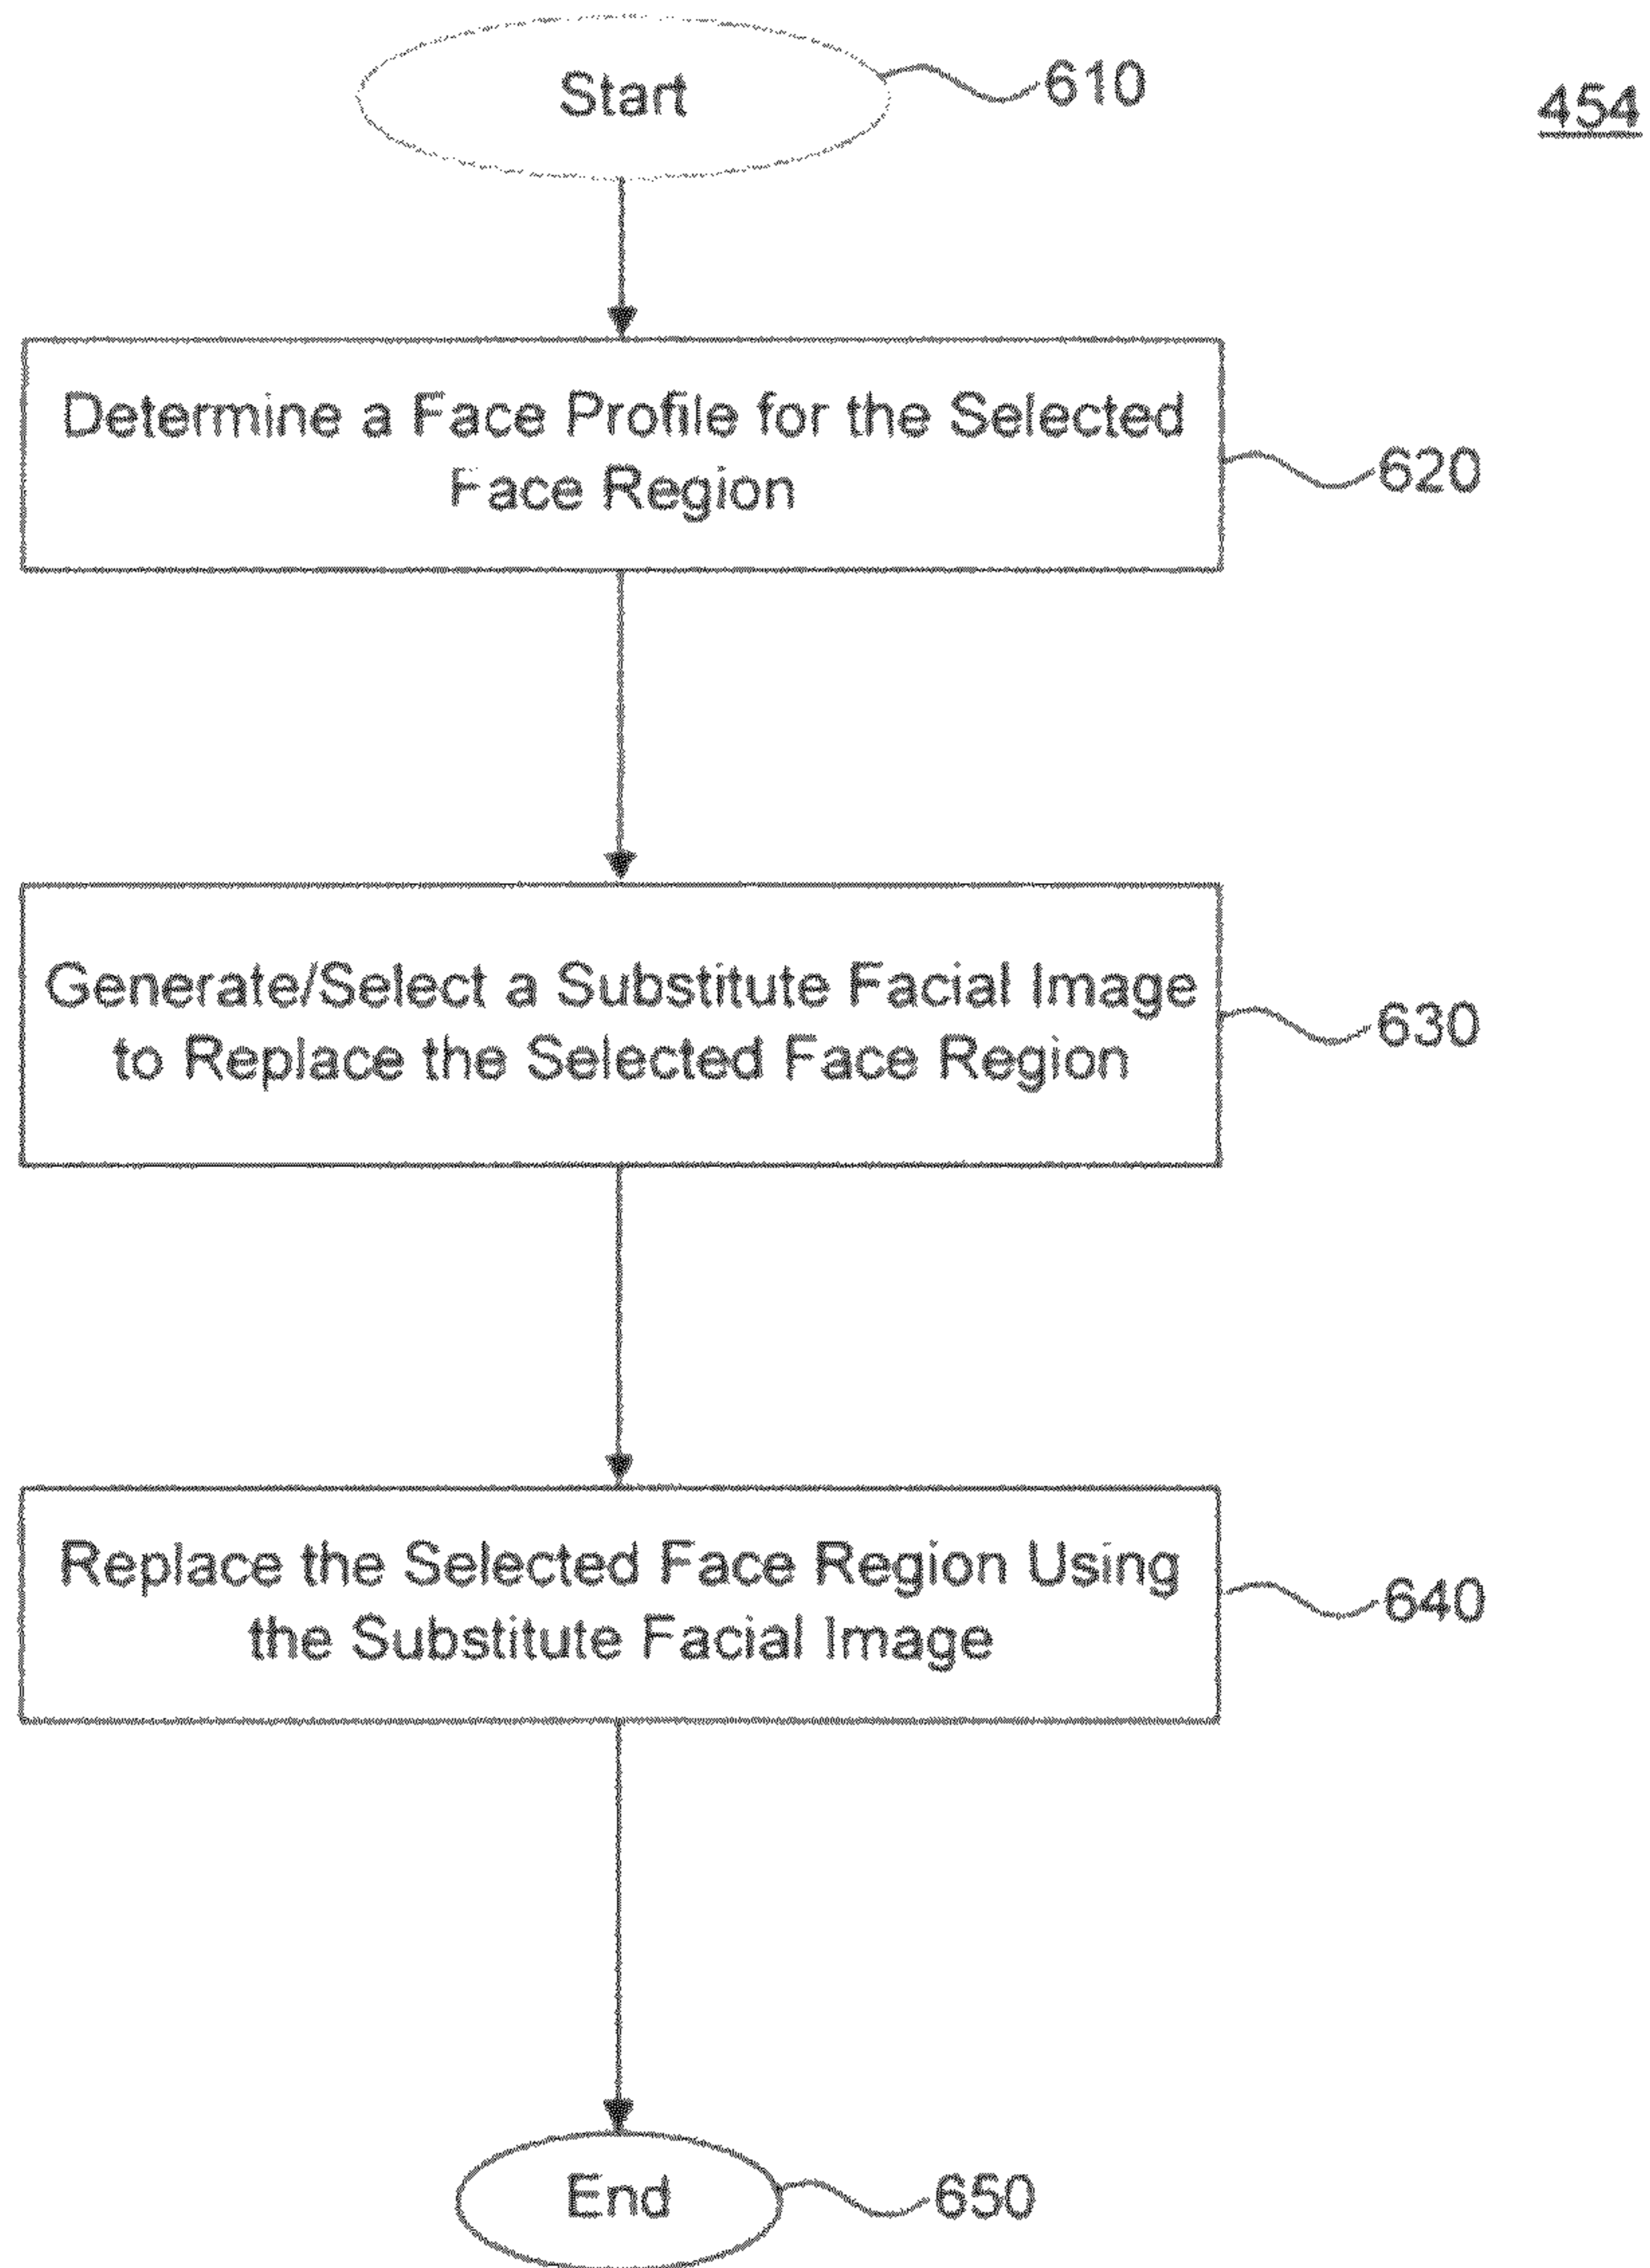 Start
610
454
Determine a Face Profile for the Selected
Face Region
620
Generate/Select a Substitute Facial Image
to Replace the Selected Face Region
630
Replace the Selected Face Region Using
the Substitute Facial Image
640
End
650